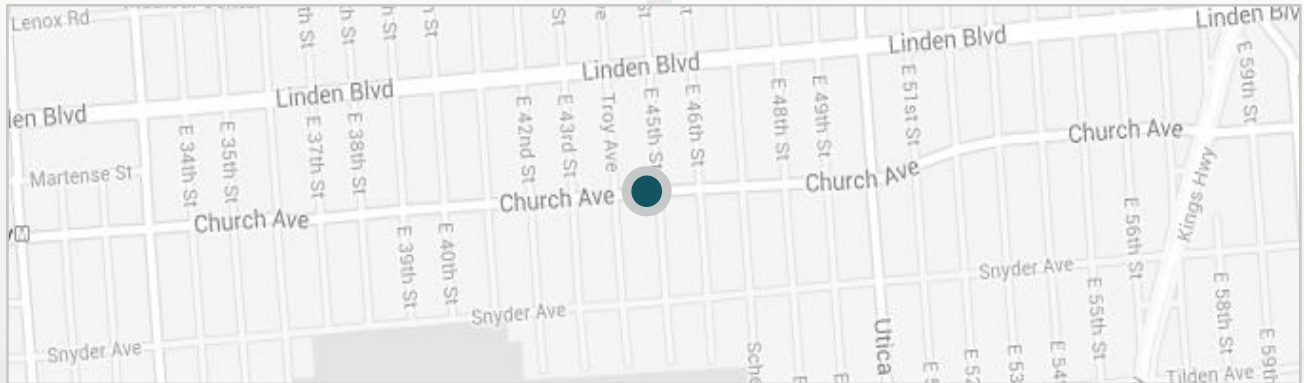 Lenox Rd
St
Linden Blv
Linden Blvd
Linden Blvd
Linden Blvd
len Blvd
E 59th St
E 51st St
E 49th St
E 48th St
E 46th St
E 45th St
Troy Ave
E 43rd St
E 42nd St
E 38th St
E 37th St
E 35th St
E 34th St
Martense St
Church Ave
Church Ave
Church Ave
Church Ave
Kings Hwy
E 39th St
E 40th St
E 56th St
Snyder Ave
Snyder Ave
Snyder Ave
E 55th St
E 58th St
Utica
Tilden Ave